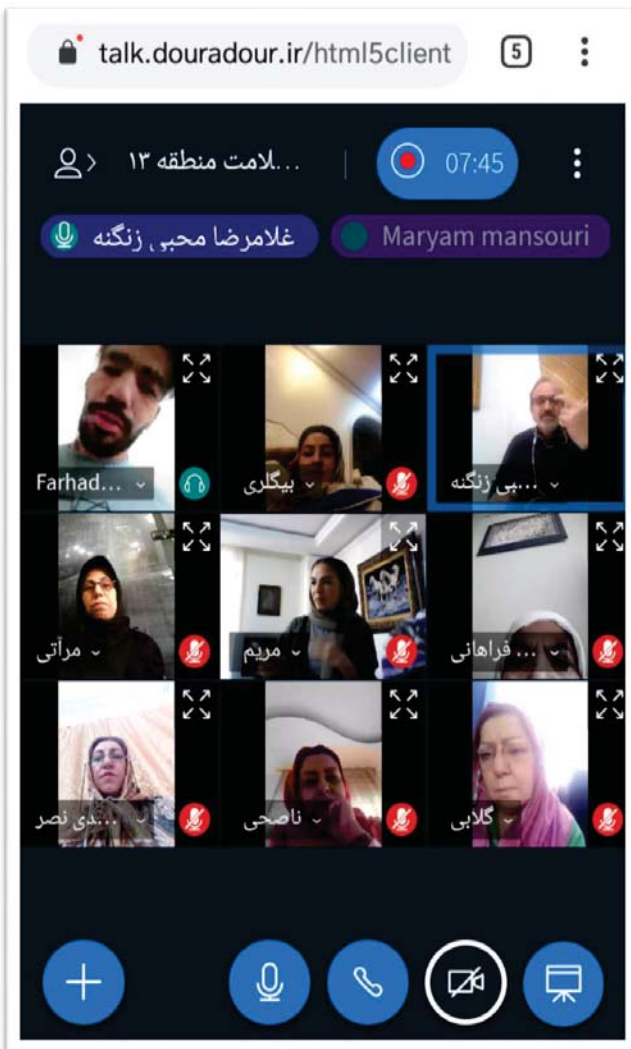 talk.douradour.ir/html5client
5
...لامت منطقه ۱۳
07:45
غلامرضا محبی زنگنه
Maryam mansouri
Farhad...
بیگلری
...بی زنگنه
مرآتی
مریم
... فراهانی
...دی نصر
ناصحی
گلابی